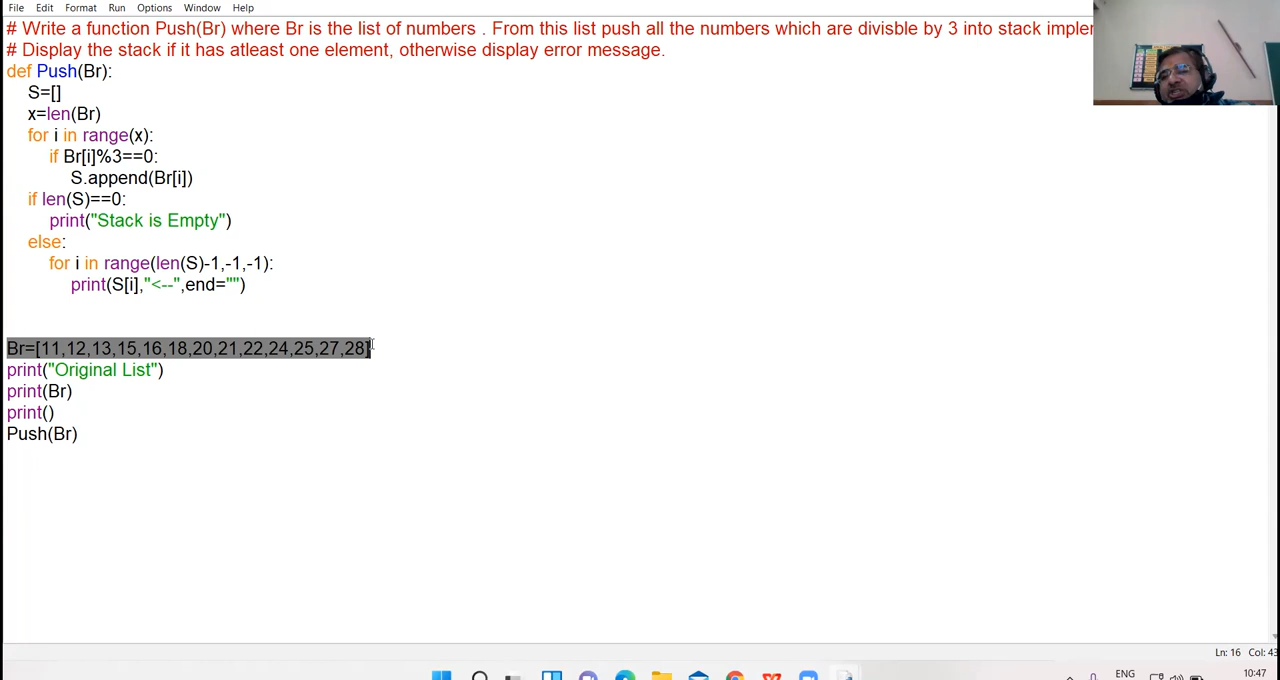 File Edit Format Run Options Window Help
# Write a function Push(Br) where Br is the list of numbers . From this list push all the numbers which are divisble by 3 into stack
# Display the stack if it has atleast one element, otherwise display error message.
def Push(Br):
    S=[]
    x=len(Br)
    for i in range(x):
        if Br[i]%3==0:
            S.append(Br[i])
    if len(S)==0:
        print("Stack is Empty")
    else:
        for i in range(len(S)-1,-1,-1):
            print(S[i],"<--",end="")
Br=[11,12,13,15,16,18,20,21,22,24,25,27,28]
print("Original List")
print(Br)
print()
Push(Br)
Ln: 16 Col: 43
ENG
10:47